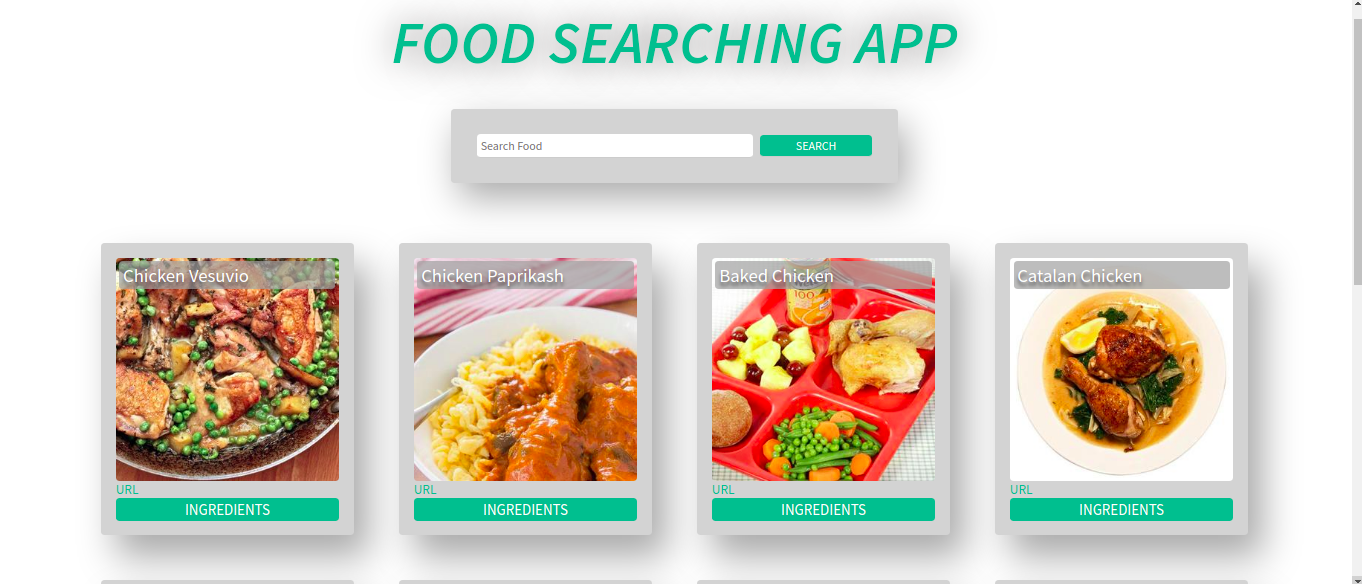 FOOD SEARCHING APP
Search Food
SEARCH
Chicken Vesuvio
Chicken Paprikash
Baked Chicken
Catalan Chicken
100
URL
URL
URL
URL
INGREDIENTS
INGREDIENTS
INGREDIENTS
INGREDIENTS